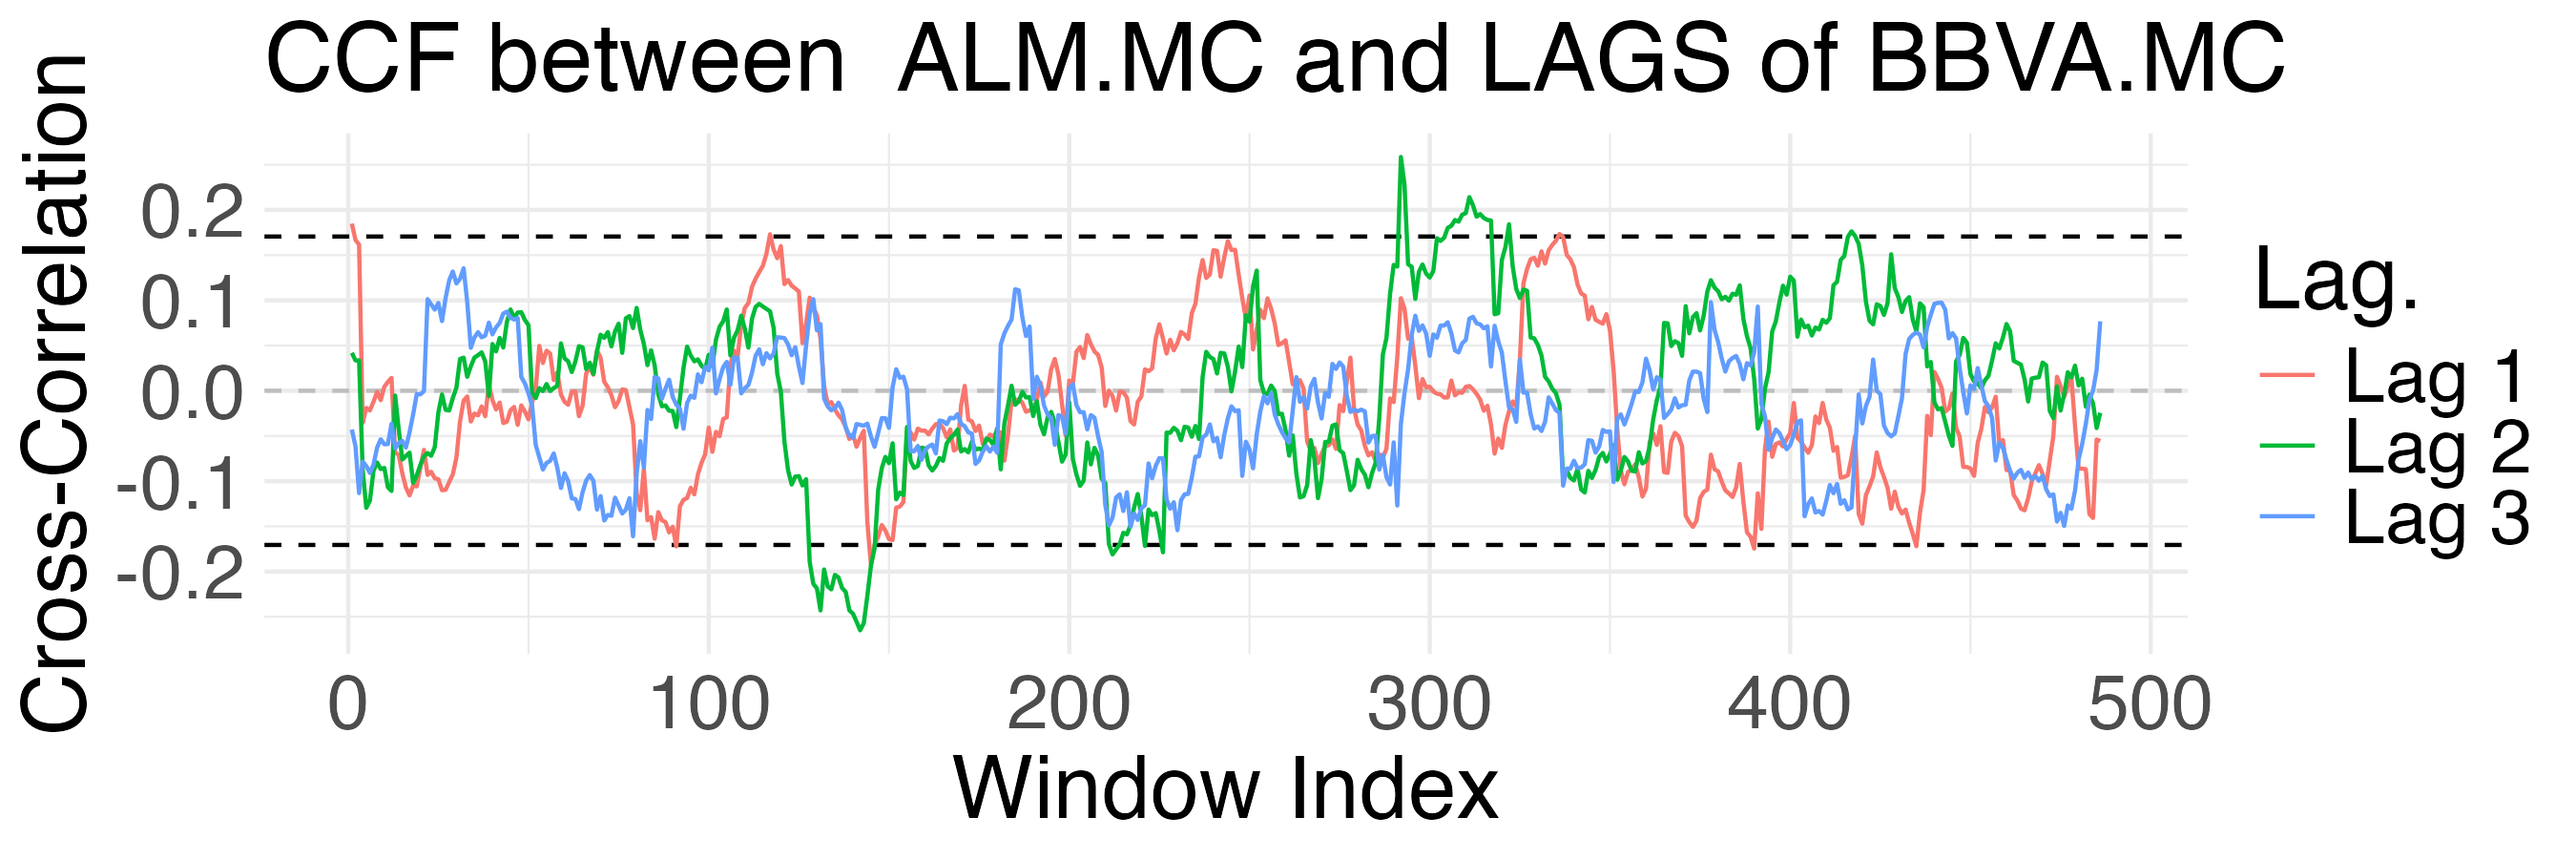 CCF between  ALM.MC and LAGS of BBVA.MC
Cross-Correlation
0.2
0.1
0.0
-0.1
-0.2
0 100 200 300 400 500
Window Index
Lag.
Lag 1
Lag 2
Lag 3